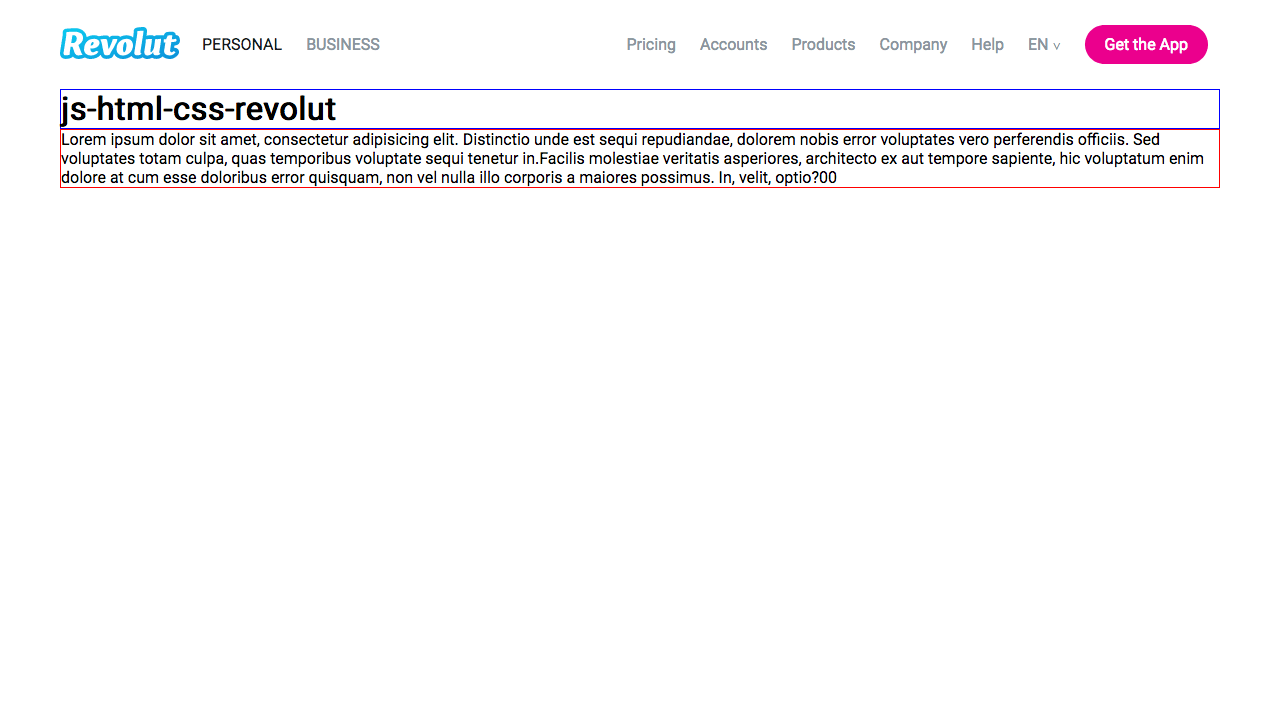 Revolut PERSONAL BUSINESS Pricing Accounts Products Company Help EN v Get the App
js-html-css-revolut
Lorem ipsum dolor sit amet, consectetur adipisicing elit. Distinctio unde est sequi repudiandae, dolorem nobis error voluptates vero perferendis officiis. Sed
voluptates totam culpa, quas temporibus voluptate sequi tenetur in.Facilis molestiae veritatis asperiores, architecto ex aut tempore sapiente, hic voluptatum enim
dolore at cum esse doloribus error quisquam, non vel nulla illo corporis a maiores possimus. In, velit, optio?00